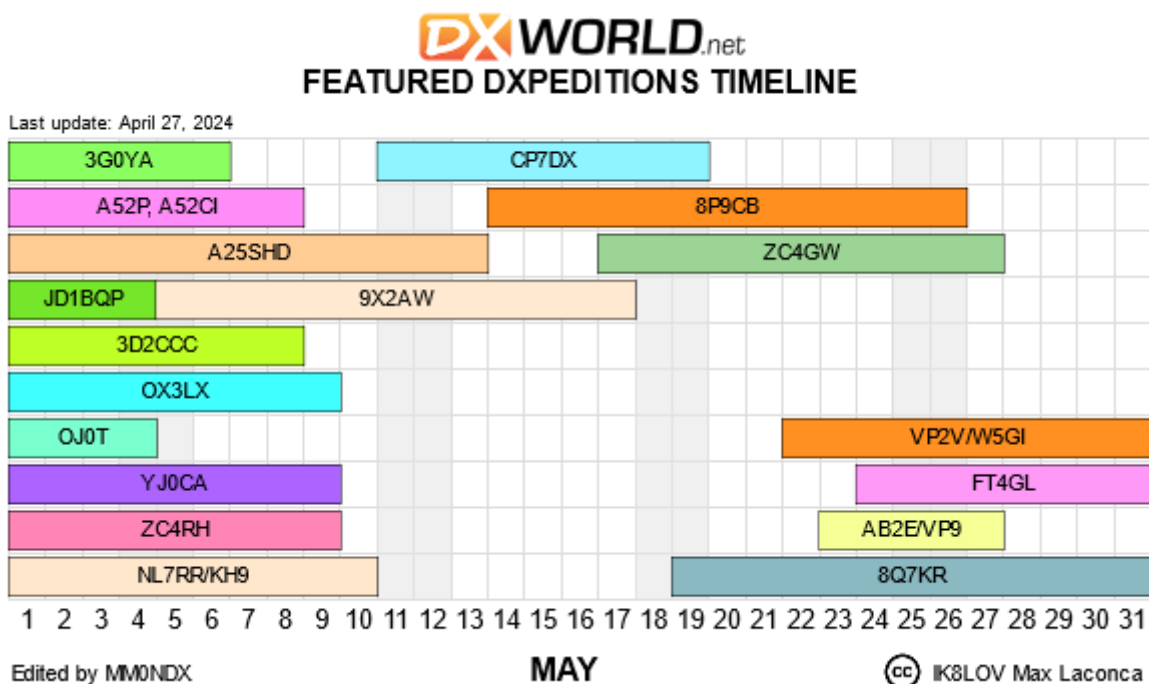 DX WORLD.net
FEATURED DXPEDITIONS TIMELINE
Last update: April 27, 2024
3G0YA CP7DX
A52P, A52CI 8P9CB
A25SHD ZC4GW
JD1BQP 9X2AW
3D2CCC
OX3LX
OJ0T VP2V/W5GI
YJ0CA FT4GL
ZC4RH AB2E/VP9
NL7RR/KH9 8Q7KR
1 2 3 4 5 6 7 8 9 10 11 12 13 14 15 16 17 18 19 20 21 22 23 24 25 26 27 28 29 30 31
Edited by MM0NDX MAY cc IK8LOV Max Laconca